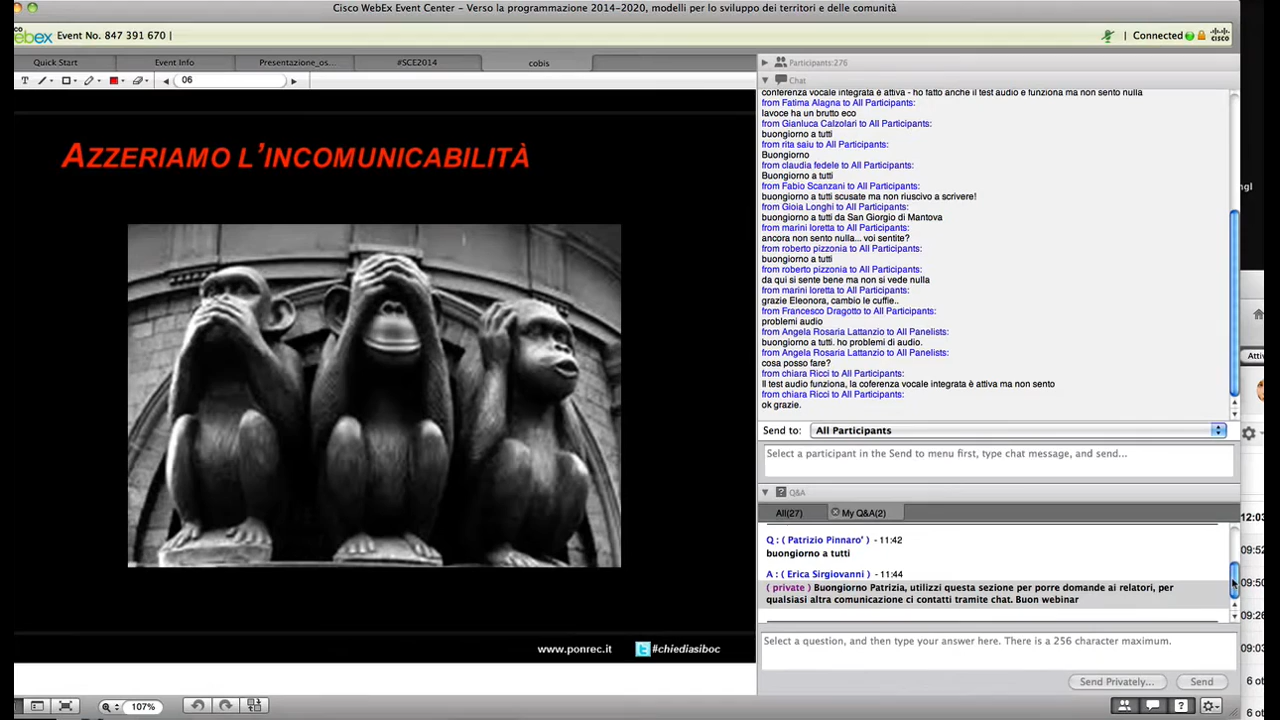 Cisco WebEx Event Center - Verso la programmazione 2014-2020, modelli per lo sviluppo dei territori e delle comunità
Event No. 847 391 670 |
| Connected
cisco
Quick Start
Event Info
Presentazione_os...
#SCE2014
cobis
06
AZZERIAMO L'INCOMUNICABILITÀ
www.ponrec.it
#chiediasiboc
107%
Participants:276
Chat
conferenza vocale integrata è attiva - ho fatto anche il test audio e funziona ma non sento nulla
from Fatima Alagna to All Participants:
lavoce ha un brutto eco
from Gianluca Calzolari to All Participants:
buongiorno a tutti
from rita saiu to All Participants:
Buongiorno
from claudia fedele to All Participants:
Buongiorno a tutti
from Fabio Scanzani to All Participants:
buongiorno a tutti scusate ma non riuscivo a scrivere!
from Gioia Longhi to All Participants:
buongiorno a tutti da San Giorgio di Mantova
from marini loretta to All Participants:
ancora non sento nulla... voi sentite?
from roberto pizzonia to All Participants:
buongiorno a tutti
from roberto pizzonia to All Participants:
da qui si sente bene ma non si vede nulla
from marini loretta to All Participants:
grazie Eleonora, cambio le cuffie..
from Francesco Dragotto to All Participants:
problemi audio
from Angela Rosaria Lattanzio to All Panelists:
buongiorno a tutti. ho problemi di audio.
from Angela Rosaria Lattanzio to All Panelists:
cosa posso fare?
from chiara Ricci to All Participants:
Il test audio funziona, la coferenza vocale integrata è attiva ma non sento
from chiara Ricci to All Participants:
ok grazie.
Send to: All Participants
Select a participant in the Send to menu first, type chat message, and send...
Q&A
All(27)
My Q&A(2)
Q : ( Patrizio Pinnaro' ) - 11:42
buongiorno a tutti
A : ( Erica Sirgiovanni ) - 11:44
( private ) Buongiorno Patrizia, utilizzi questa sezione per porre domande ai relatori, per
qualsiasi altra comunicazione ci contatti tramite chat. Buon webinar
Select a question, and then type your answer here. There is a 256 character maximum.
Send Privately...
Send